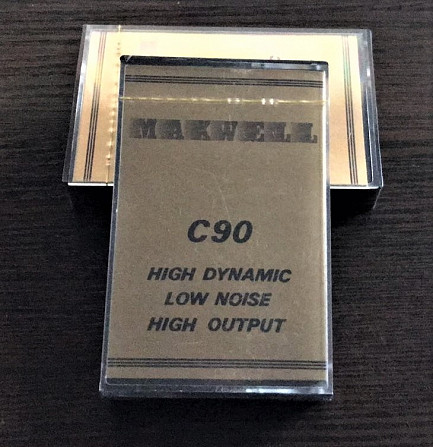 MAKWELL
C90
HIGH DYNAMIC
LOW NOISE
HIGH OUTPUT